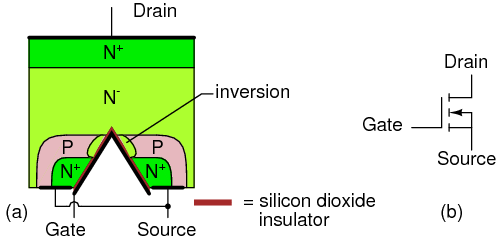 Drain
N+
N-
inversion
P
P
N+
N+
(a)
Gate
Source
= silicon dioxide
insulator
Drain
Gate
Source
(b)